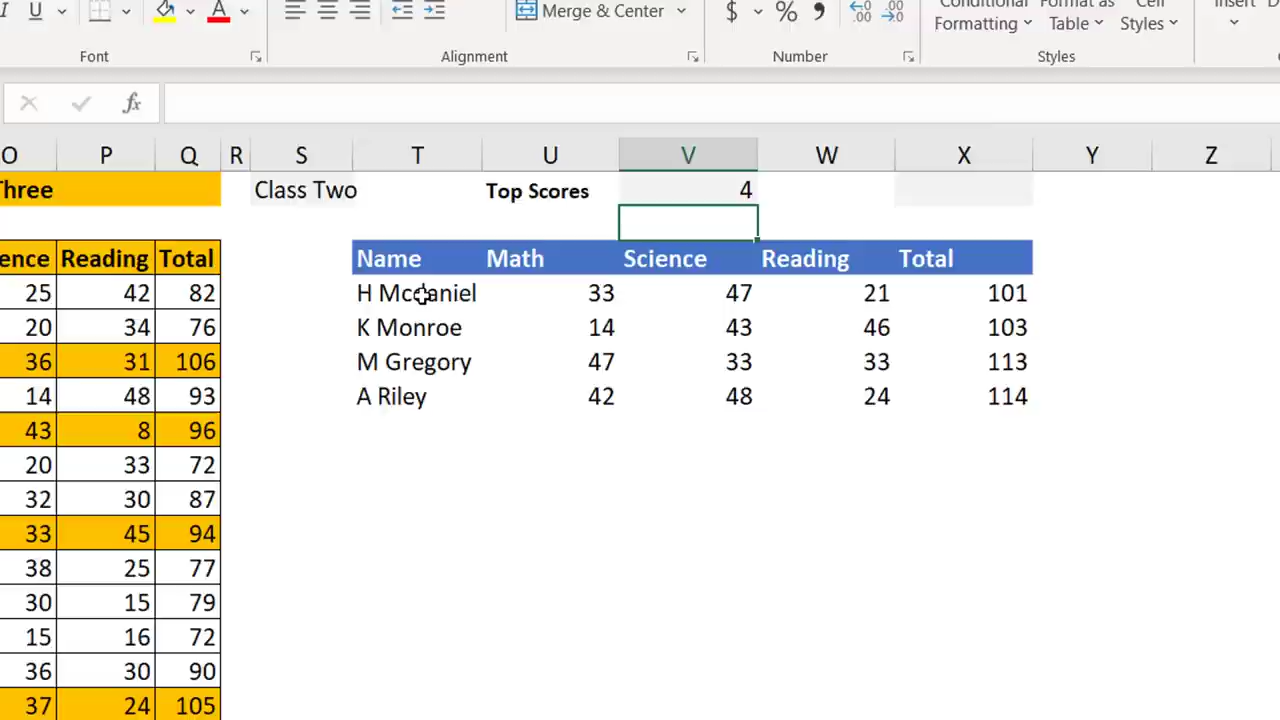 I U A Merge & Center $ % , .00 .00 Conditional Format as Cell Insert
Formatting Table Styles
Font Alignment Number Styles
fx
O P Q R S T U V W X Y Z
Three Class Two Top Scores 4
ence Reading Total Name Math Science Reading Total
25 42 82 H Mcdaniel 33 47 21 101
20 34 76 K Monroe 14 43 46 103
36 31 106 M Gregory 47 33 33 113
14 48 93 A Riley 42 48 24 114
43 8 96
20 33 72
32 30 87
33 45 94
38 25 77
30 15 79
15 16 72
36 30 90
37 24 105